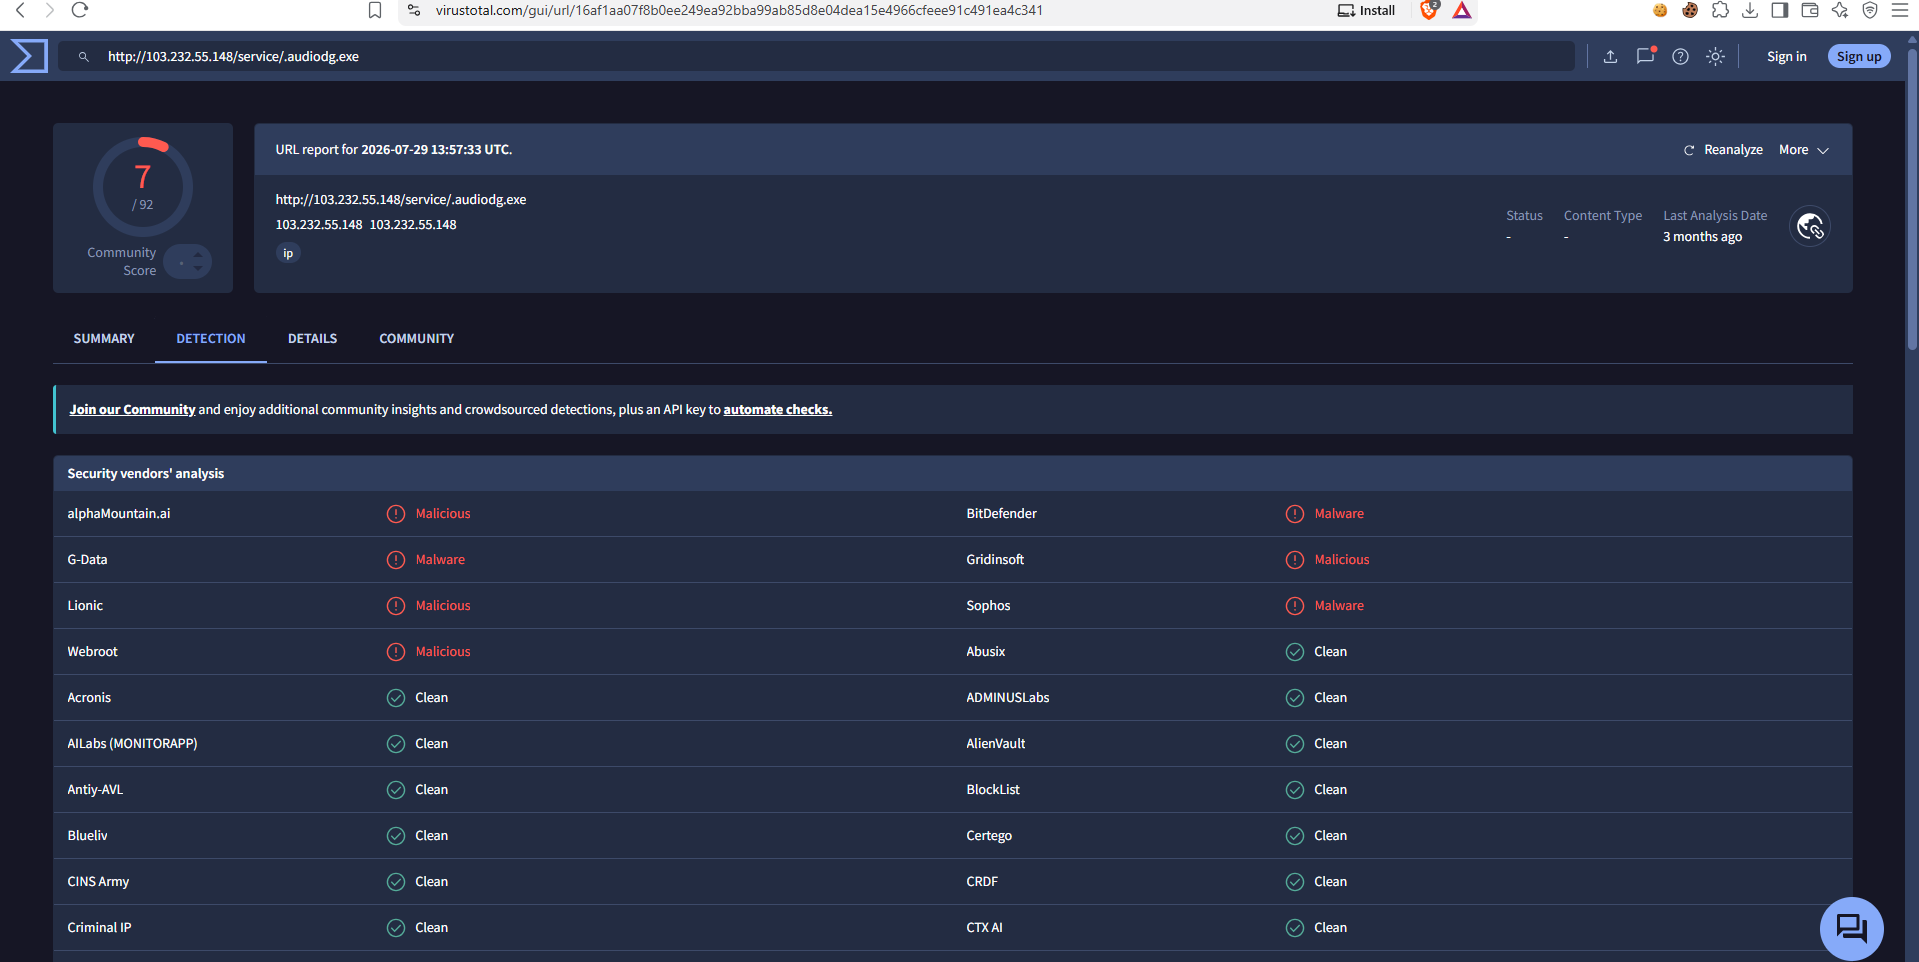 virustotal.com/gui/url/16af1aa07f8b0ee249ea92bba99ab85d8e04dea15e4966cfeee91c491ea4c341
Install
2
http://103.232.55.148/service/.audiodg.exe
Sign in
Sign up
7
/ 92
Community
Score
URL report for 2026-07-29 13:57:33 UTC.
Reanalyze
More
http://103.232.55.148/service/.audiodg.exe
103.232.55.148 103.232.55.148
ip
Status
-
Content Type
-
Last Analysis Date
3 months ago
SUMMARY
DETECTION
DETAILS
COMMUNITY
Join our Community and enjoy additional community insights and crowdsourced detections, plus an API key to automate checks.
Security vendors' analysis
alphaMountain.ai Malicious BitDefender Malware
G-Data Malware Gridinsoft Malicious
Lionic Malicious Sophos Malware
Webroot Malicious Abusix Clean
Acronis Clean ADMINUSLabs Clean
AILabs (MONITORAPP) Clean AlienVault Clean
Antiy-AVL Clean BlockList Clean
Blueliv Clean Certego Clean
CINS Army Clean CRDF Clean
Criminal IP Clean CTX AI Clean